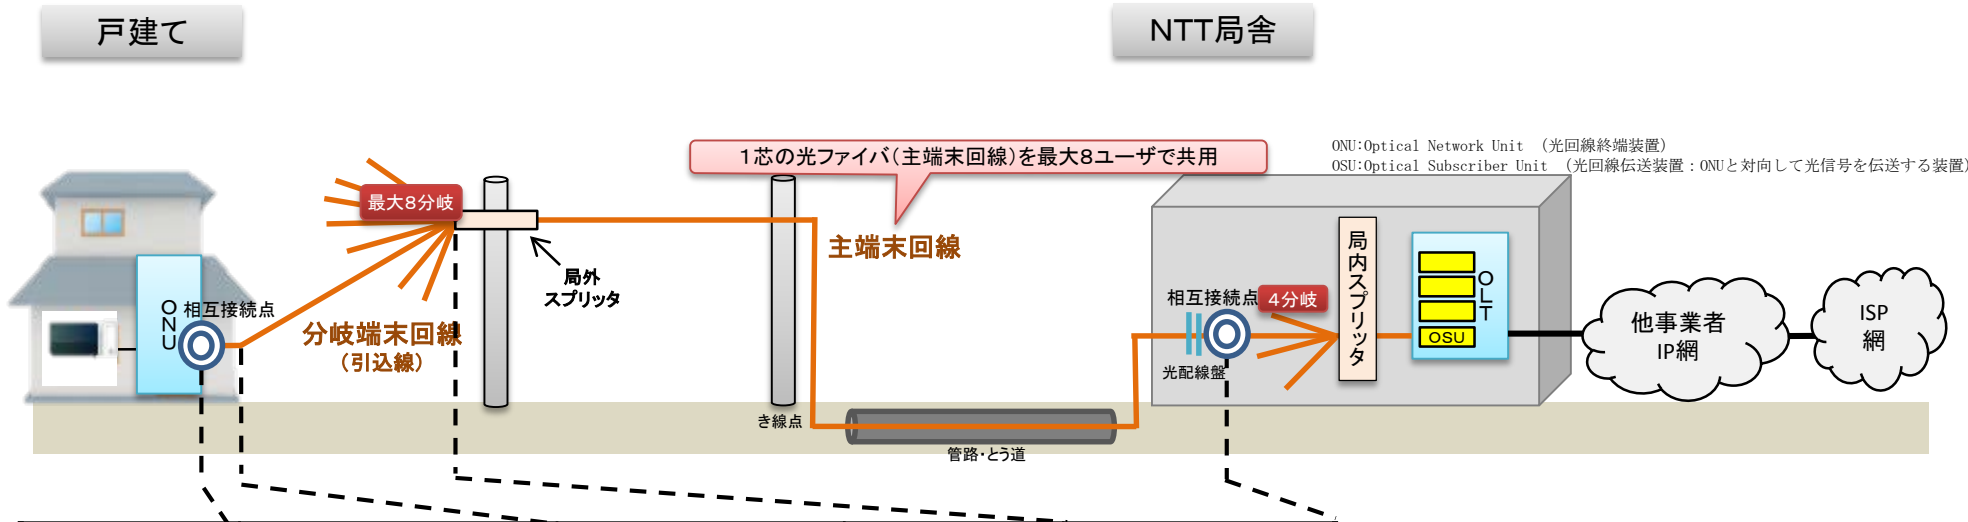 戸建て
NTT局舎
1芯の光ファイバ(主端末回線)を最大8ユーザで共用
ONU:Optical Network Unit （光回線終端装置）
OSU:Optical Subscriber Unit （光回線伝送装置：ONUと対向して光信号を伝送する装置）
最大8分岐
主端末回線
局外
スプリッタ
局内スプリッタ
OLT
OSU
ONU
相互接続点
分岐端末回線
(引込線)
相互接続点
4分岐
光配線盤
他事業者
IP網
ISP
網
き線点
管路・とう道